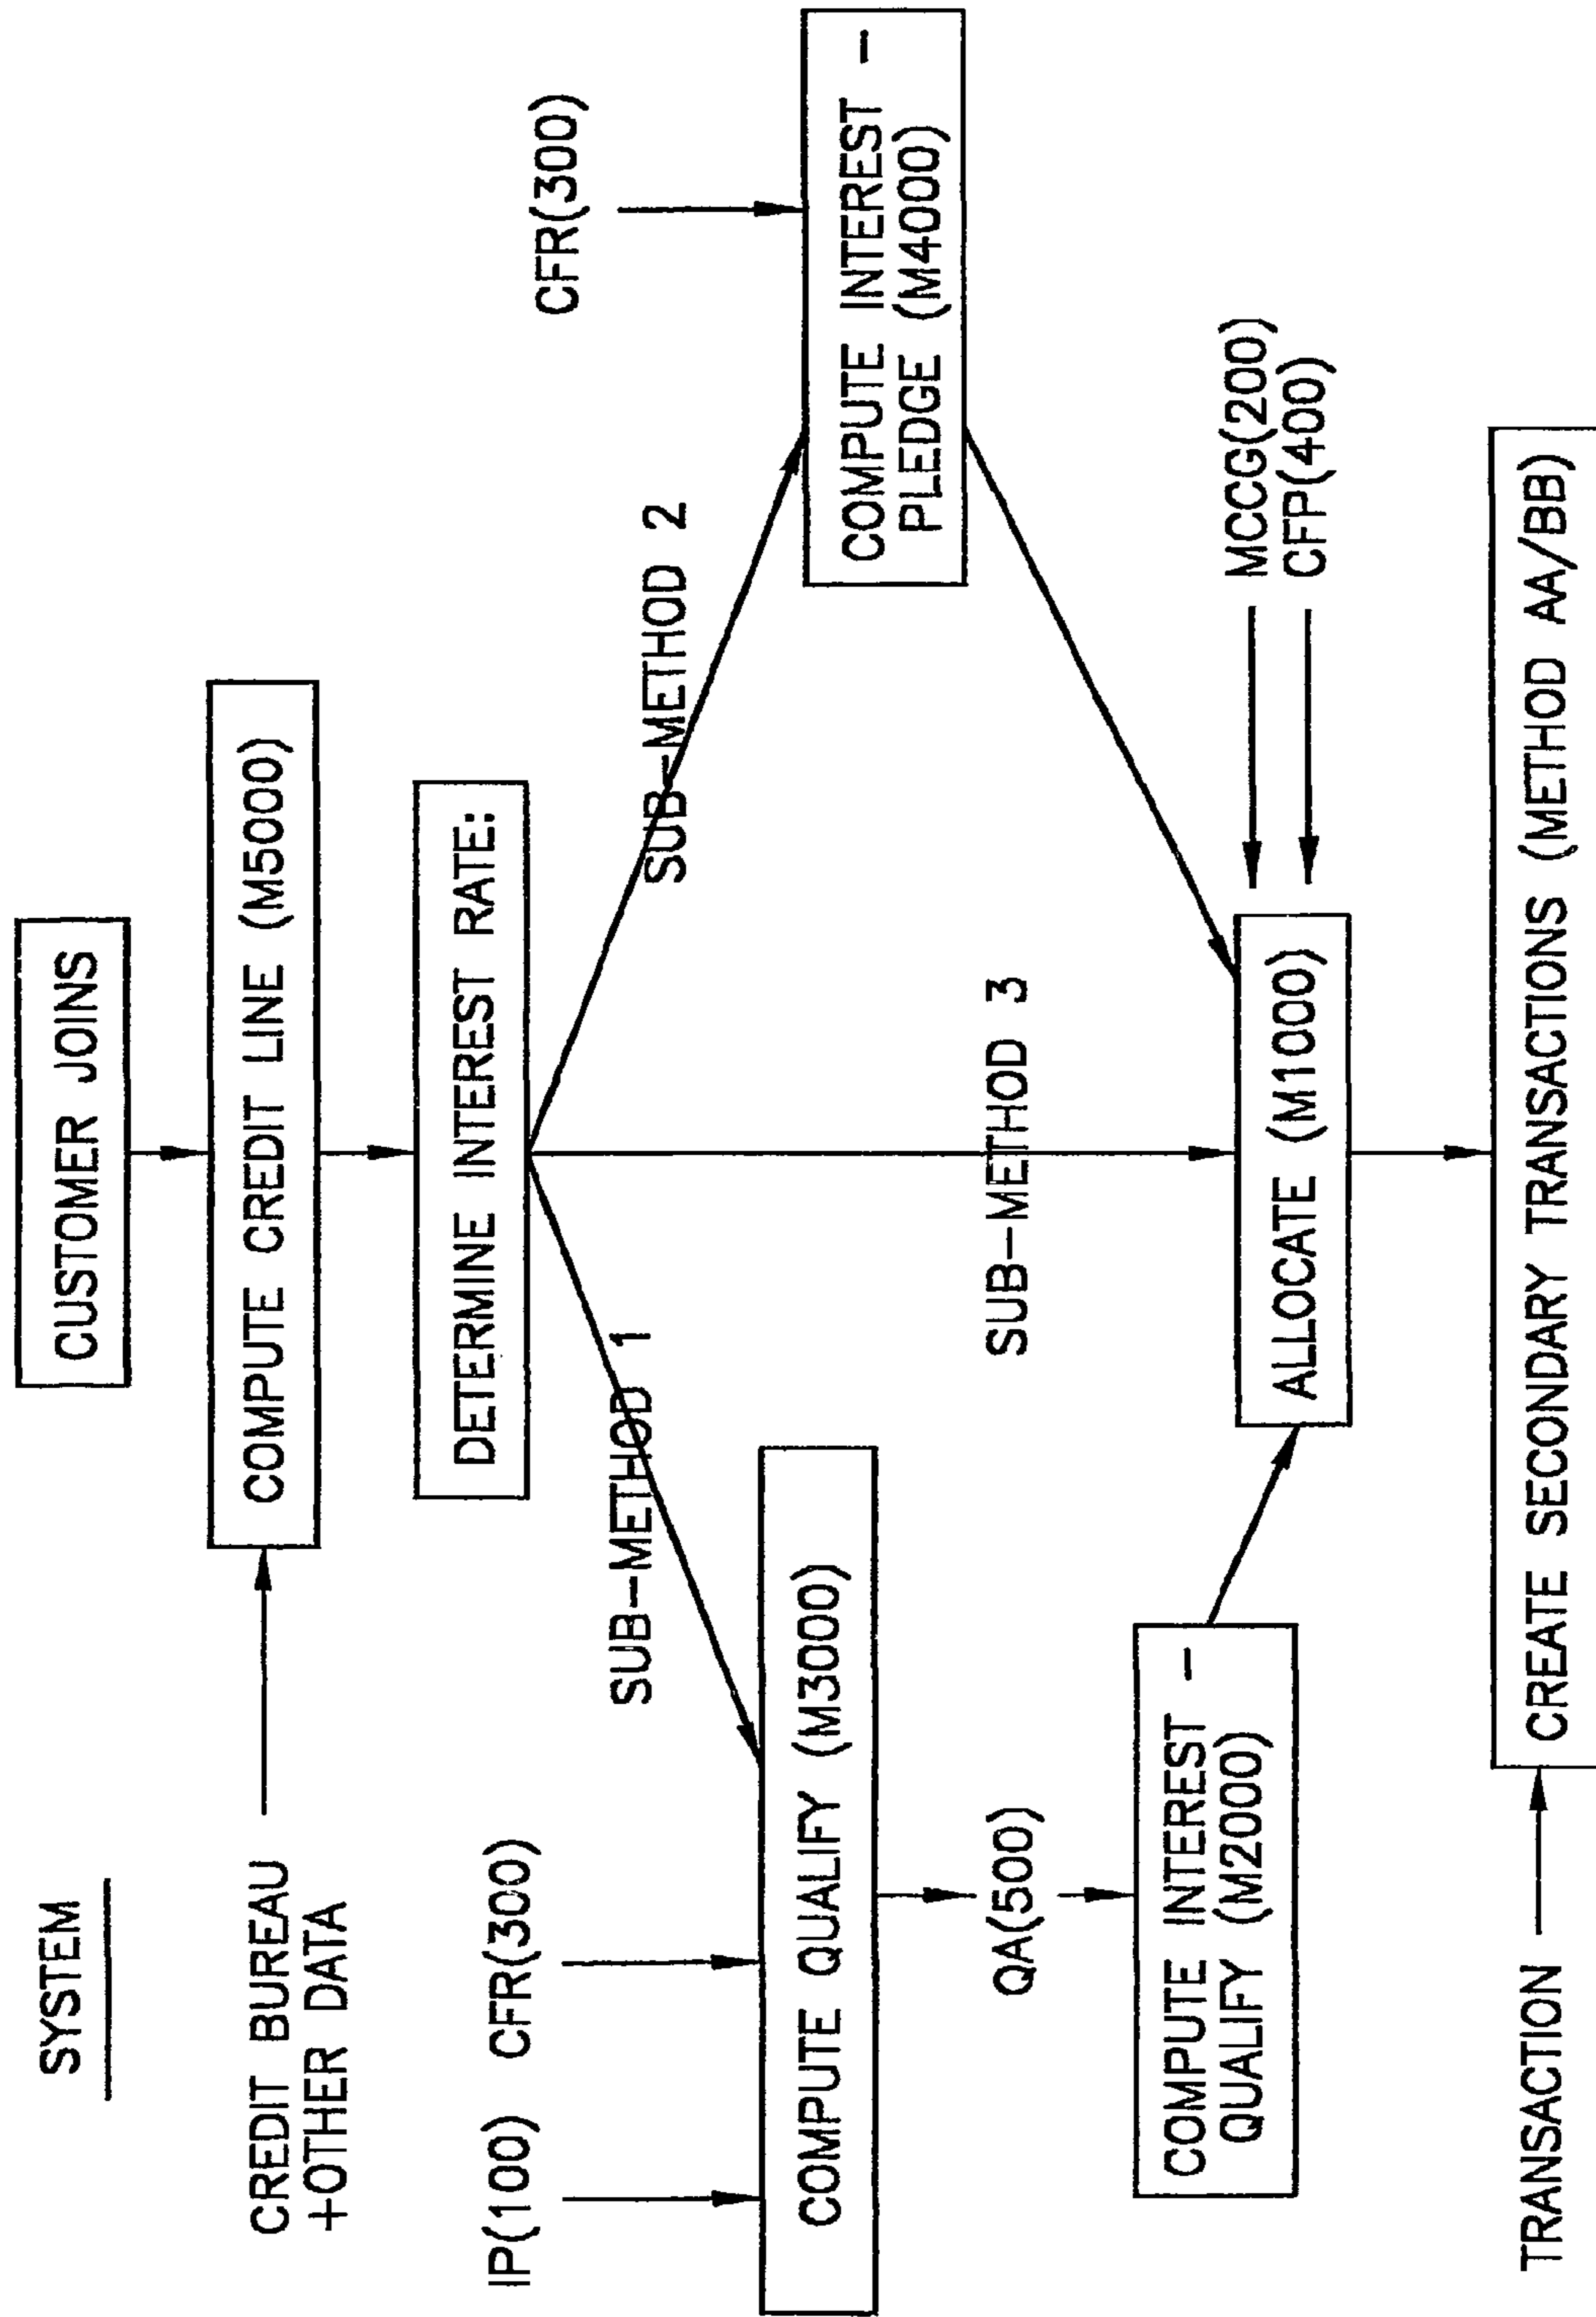 SYSTEM
CUSTOMER JOINS
CREDIT BUREAU
+OTHER DATA
COMPUTE CREDIT LINE (M5000)
DETERMINE INTEREST RATE:
IP(100)
CFR(300)
SUB-METHOD 1
SUB-METHOD 2
CFR(300)
COMPUTE QUALIFY (M3000)
COMPUTE INTEREST -
PLEDGE (M4000)
QA(500)
SUB-METHOD 3
COMPUTE INTEREST -
QUALIFY (M2000)
ALLOCATE (M1000)
MCCG(200)
CFP(400)
TRANSACTION
CREATE SECONDARY TRANSACTIONS (METHOD AA/BB)